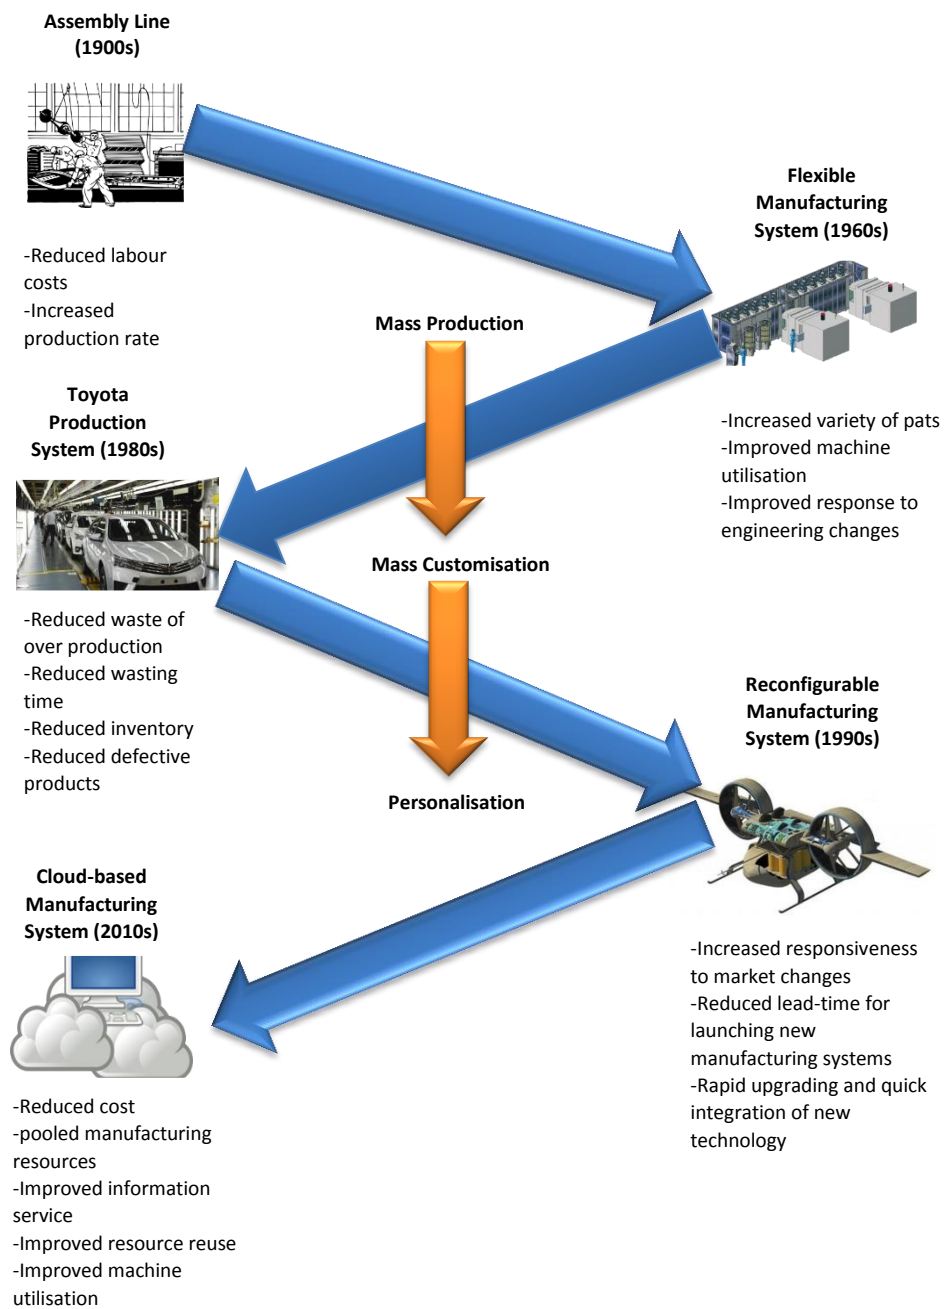 Assembly Line
(1900s)
-Reduced labour
costs
-Increased
production rate
Flexible
Manufacturing
System (1960s)
-Increased variety of pats
-Improved machine
utilisation
-Improved response to
engineering changes
Mass Production
Mass Customisation
Personalisation
Toyota
Production
System (1980s)
-Reduced waste of
over production
-Reduced wasting
time
-Reduced inventory
-Reduced defective
products
Reconfigurable
Manufacturing
System (1990s)
-Increased responsiveness
to market changes
-Reduced lead-time for
launching new
manufacturing systems
-Rapid upgrading and quick
integration of new
technology
Cloud-based
Manufacturing
System (2010s)
-Reduced cost
-pooled manufacturing
resources
-Improved information
service
-Improved resource reuse
-Improved machine
utilisation